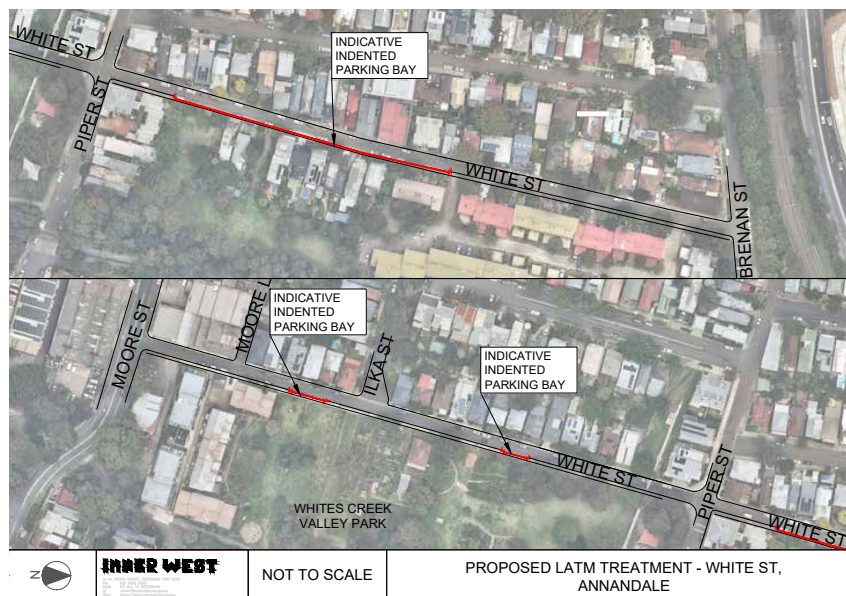 WHITE ST
PIPER ST
INDICATIVE
INDENTED
PARKING BAY
WHITE ST
BRENAN ST
MOORE ST
MOORE L
INDICATIVE
INDENTED
PARKING BAY
ILKA ST
INDICATIVE
INDENTED
PARKING BAY
WHITE ST
PIPER ST
WHITE ST
WHITES CREEK
VALLEY PARK
N
INNER WEST
NOT TO SCALE
PROPOSED LATM TREATMENT - WHITE ST,
ANNANDALE